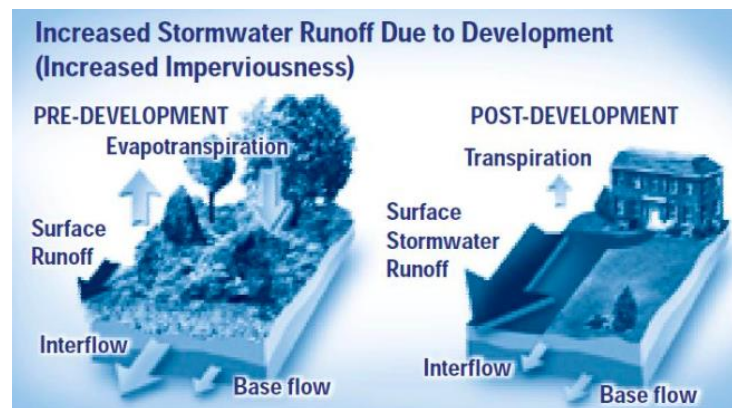 Increased Stormwater Runoff Due to Development
(Increased Imperviousness)
PRE-DEVELOPMENT
Evapotranspiration
Surface
Runoff
Interflow
Base flow
POST-DEVELOPMENT
Transpiration
Surface
Stormwater
Runoff
Interflow
Base flow